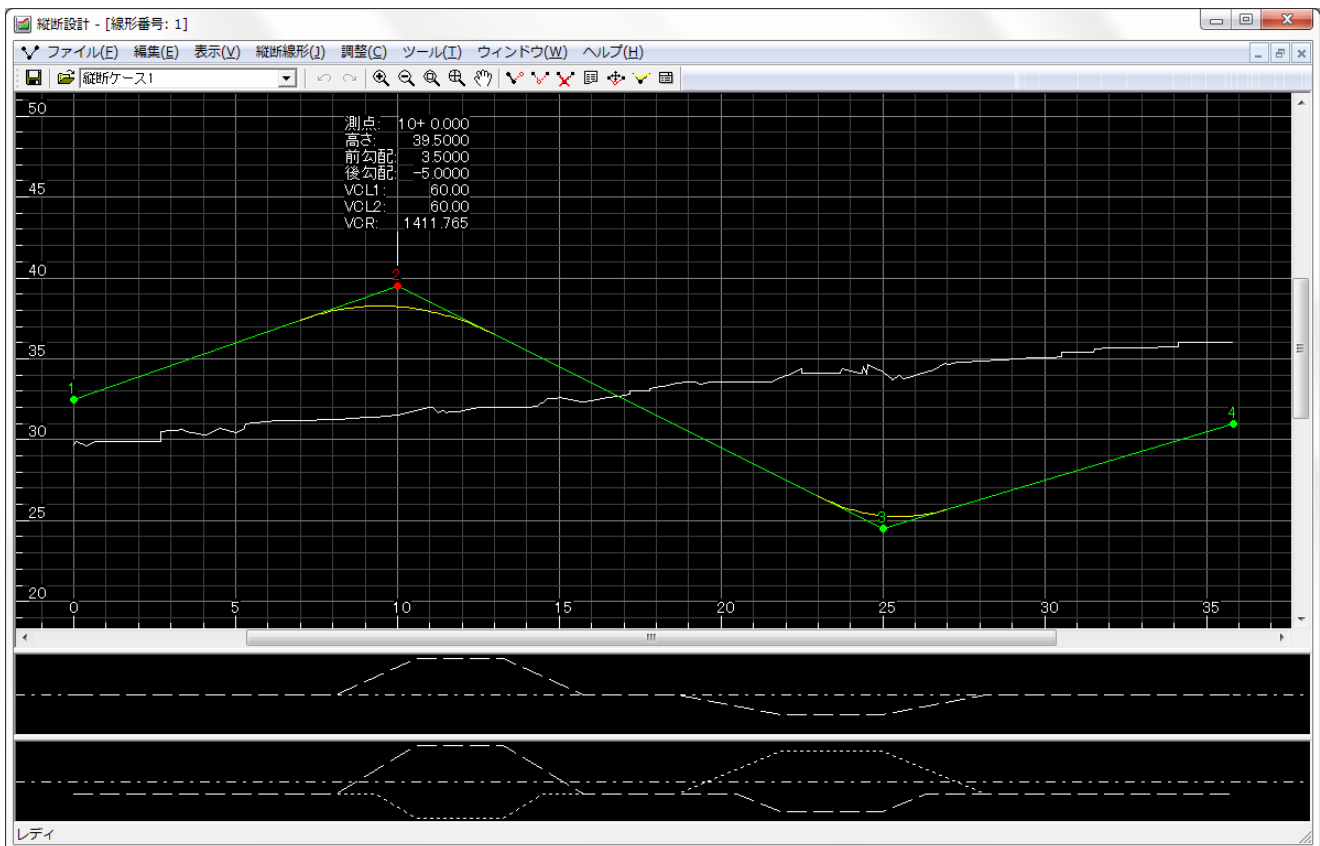 縦断設計 - [線形番号: 1]
ファイル(F) 編集(E) 表示(V) 縦断線形(J) 調整(C) ツール(T) ウィンドウ(W) ヘルプ(H)
縦断ケース1
50
測点: 10+ 0.000
高さ: 39.5000
前勾配: 3.5000
後勾配: -5.0000
VCL1: 60.00
VCL2: 60.00
VCR: 1411.765
45
40
2
35
1
4
30
25
3
20
0 5 10 15 20 25 30 35
レディ